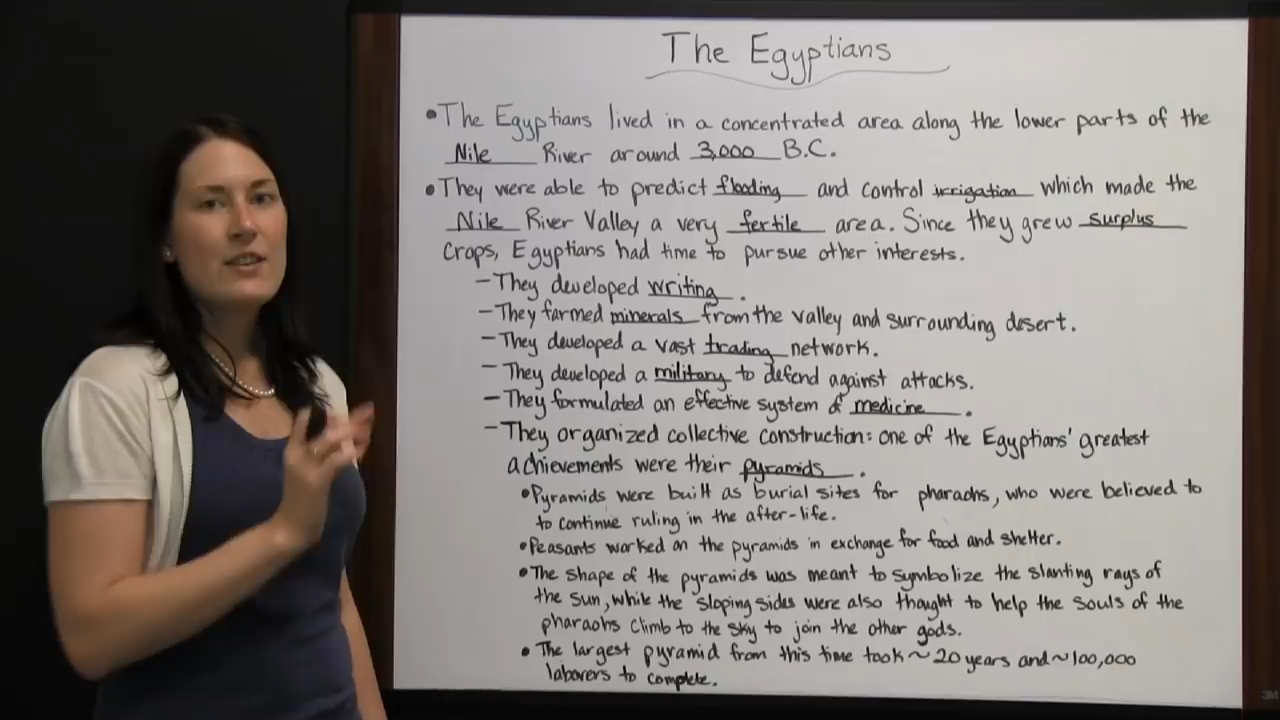 The Egyptians
•The Egyptians lived in a concentrated area along the lower parts of the
Nile River around 3,000 B.C.
•They were able to predict flooding and control irrigation which made the
Nile River Valley a very fertile area. Since they grew surplus
crops, Egyptians had time to pursue other interests.
-They developed writing.
-They farmed minerals from the valley and surrounding desert.
-They developed a vast trading network.
-They developed a military to defend against attacks.
-They formulated an effective system of medicine.
-They organized collective construction: one of the Egyptians' greatest
achievements were their pyramids.
•Pyramids were built as burial sites for pharaohs, who were believed to
to continue ruling in the after-life.
•Peasants worked on the pyramids in exchange for food and shelter.
•The shape of the pyramids was meant to symbolize the slanting rays of
the sun, while the sloping sides were also thought to help the souls of the
pharaohs climb to the sky to join the other gods.
•The largest pyramid from this time took ~20 years and ~100,000
laborers to complete.
3M